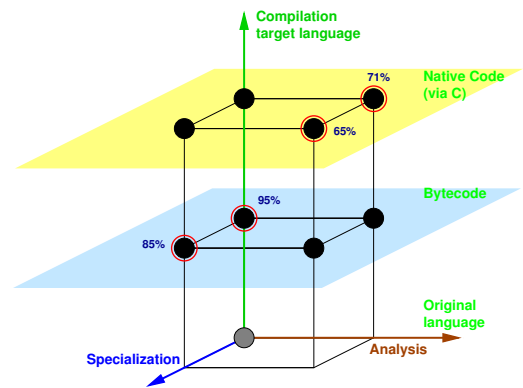 Compilation
target language
71%
Native Code
(via C)
65%
95%
Bytecode
85%
Original
language
Analysis
Specialization